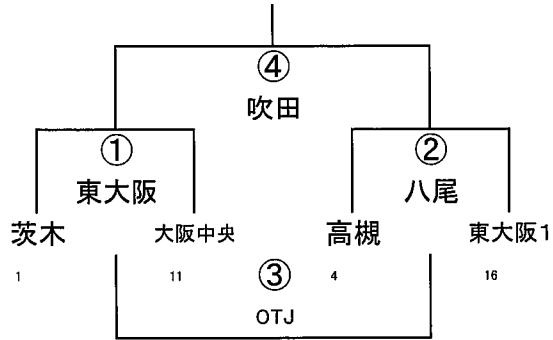 ④
吹田
① ②
東大阪 八尾
茨木 大阪中央 高槻 東大阪1
1 11 ③ 4 16
OTJ